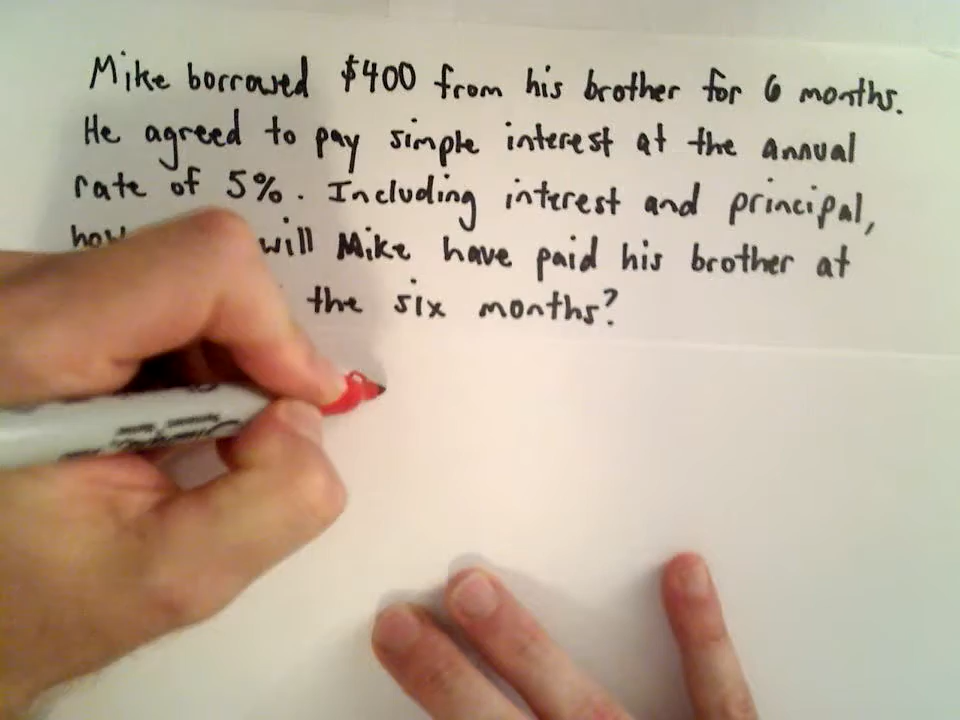 Mike borrowed $400 from his brother for 6 months.
He agreed to pay simple interest at the annual
rate of 5%. Including interest and principal,
will Mike have paid his brother at
the six months?